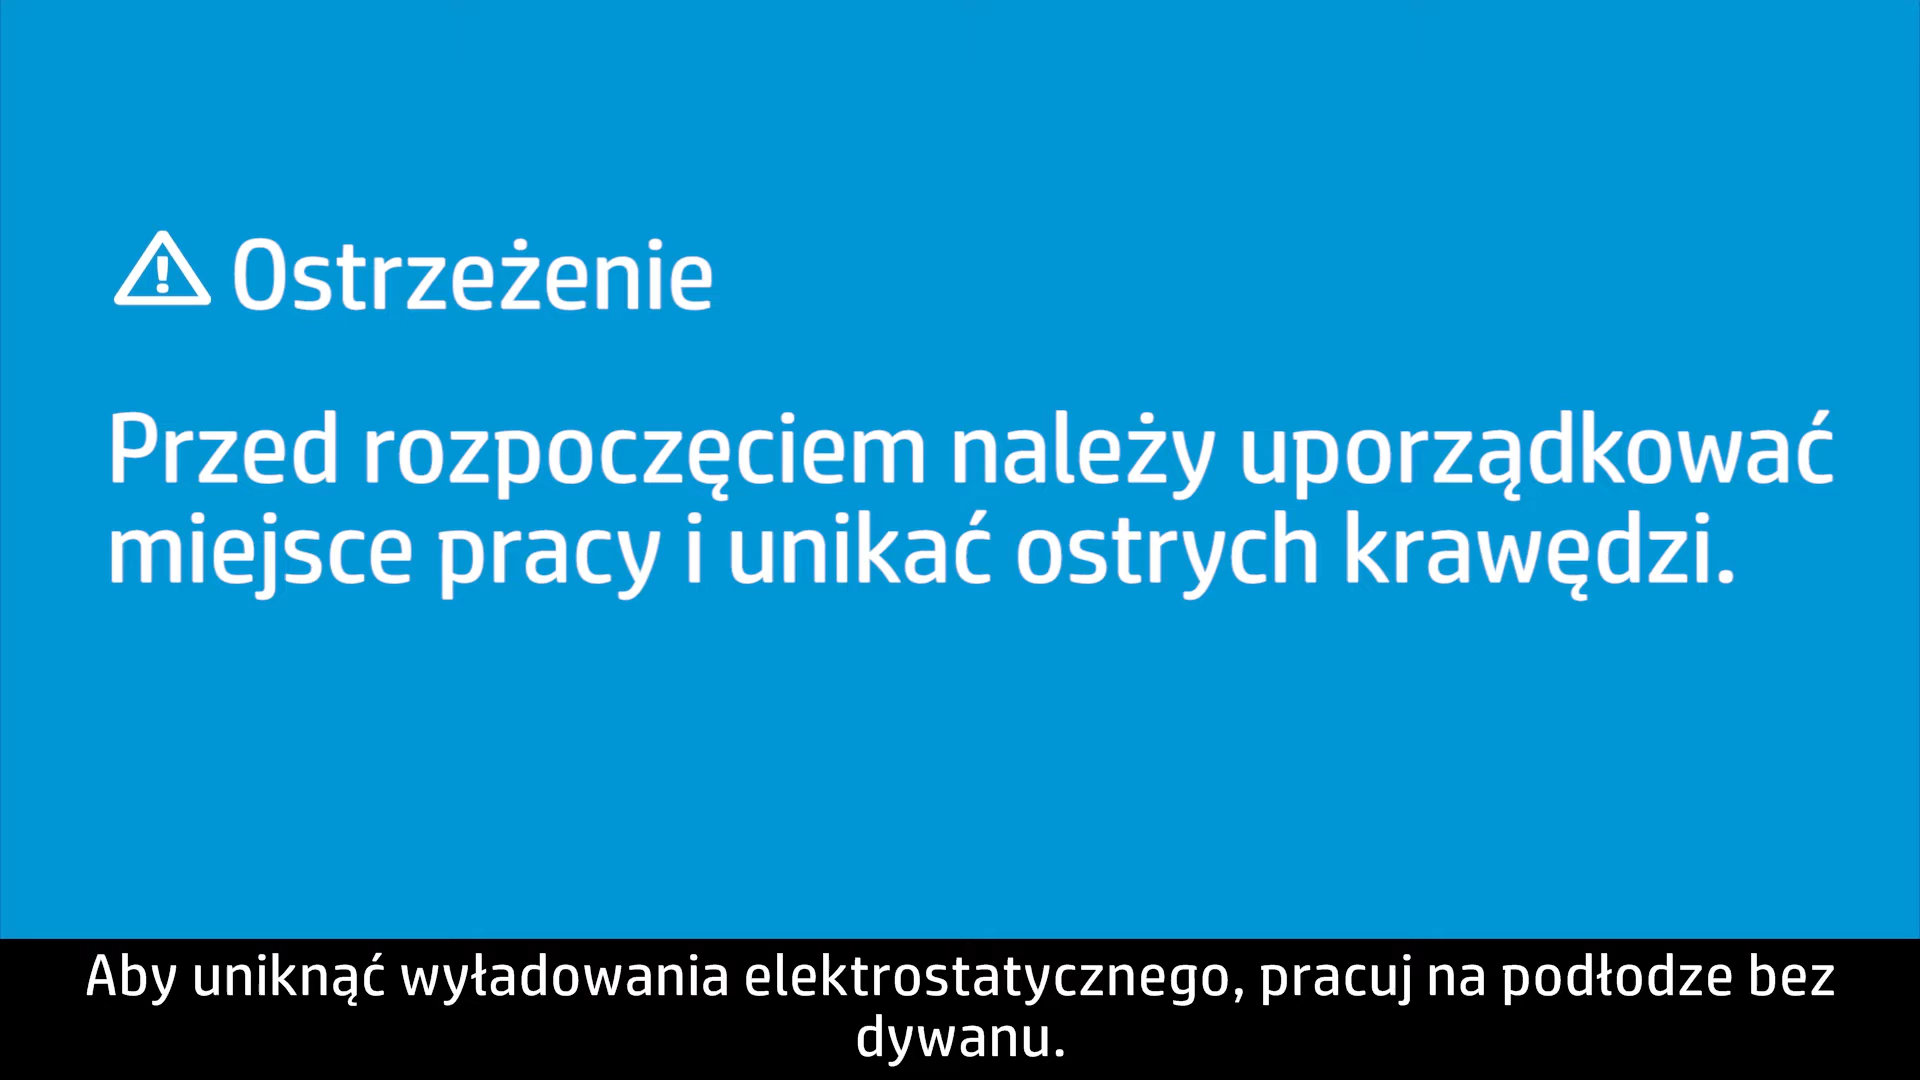 Ostrzeżenie
Przed rozpoczęciem należy uporządkować
miejsce pracy i unikać ostrych krawędzi.
Aby uniknąć wyładowania elektrostatycznego, pracuj na podłodze bez
dywanu.